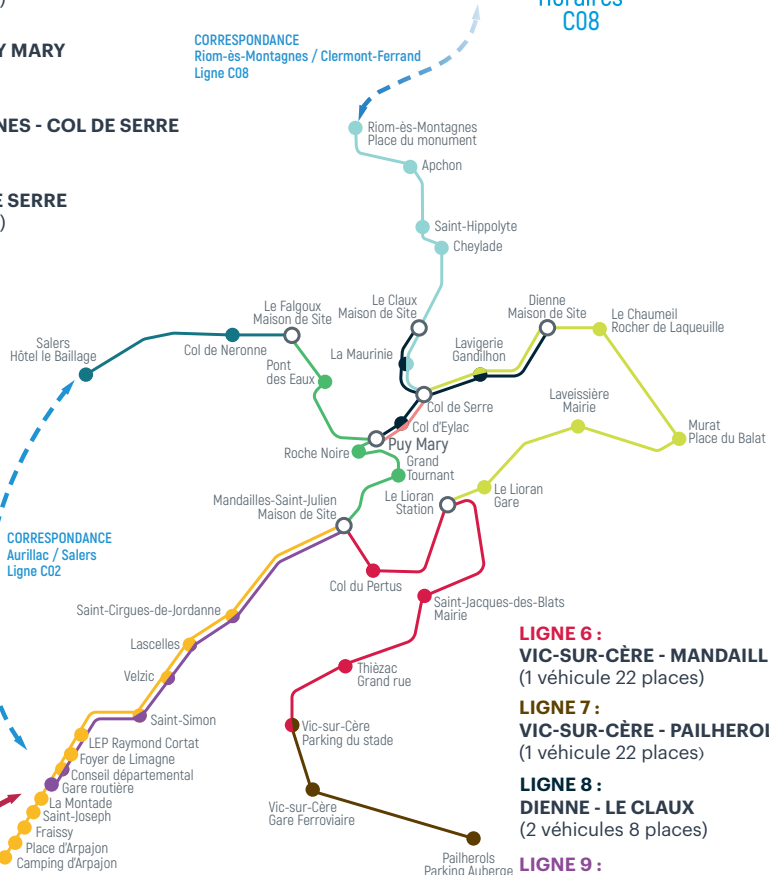 )
Y MARY
NES - COL DE SERRE
E SERRE
)
C08
CORRESPONDANCE
Riom-ès-Montagnes / Clermont-Ferrand
Ligne C08
Riom-ès-Montagnes
Place du monument
Apchon
Saint-Hippolyte
Cheylade
Le Claux
Maison de Site
La Maurinie
Dienne
Maison de Site
Le Chaumeil
Rocher de Laqueuille
Lavigerie
Gandilhon
Le Falgoux
Maison de Site
Salers
Hôtel le Baillage
Col de Neronne
Pont
des Eaux
Col de Serre
Col d'Eylac
Puy Mary
Roche Noire
Grand
Tournant
Laveissière
Mairie
Murat
Place du Balat
Le Lioran
Gare
Le Lioran
Station
Mandailles-Saint-Julien
Maison de Site
CORRESPONDANCE
Aurillac / Salers
Ligne C02
Col du Pertus
Saint-Jacques-des-Blats
Mairie
Saint-Cirgues-de-Jordanne
Lascelles
Velzic
Saint-Simon
Thièzac
Grand rue
Vic-sur-Cère
Parking du stade
LEP Raymond Cortat
Foyer de Limagne
Conseil départemental
Gare routière
La Montade
Saint-Joseph
Fraissy
Place d'Arpajon
Camping d'Arpajon
Vic-sur-Cère
Gare Ferroviaire
Pailherols
Parking Auberge
LIGNE 6 :
VIC-SUR-CÈRE - MANDAILL
(1 véhicule 22 places)
LIGNE 7 :
VIC-SUR-CÈRE - PAILHEROL
(1 véhicule 22 places)
LIGNE 8 :
DIENNE - LE CLAUX
(2 véhicules 8 places)
LIGNE 9 :